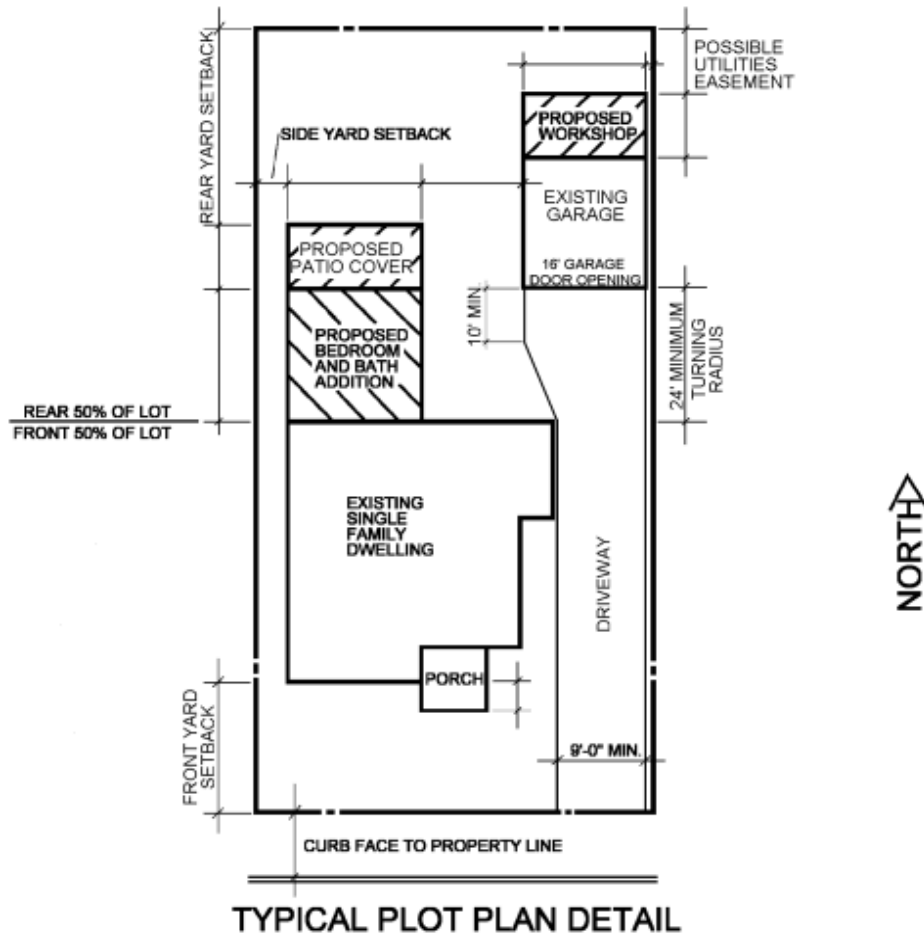 POSSIBLE
UTILITIES
EASEMENT
REAR YARD SETBACK
SIDE YARD SETBACK
PROPOSED
WORKSHOP
EXISTING
GARAGE
16' GARAGE
DOOR OPENING
PROPOSED
PATIO COVER
10' MIN.
24' MINIMUM
TURNING
RADIUS
PROPOSED
BEDROOM
AND BATH
ADDITION
REAR 50% OF LOT
FRONT 50% OF LOT
EXISTING
SINGLE
FAMILY
DWELLING
DRIVEWAY
NORTH
PORCH
FRONT YARD
SETBACK
9'-0" MIN.
CURB FACE TO PROPERTY LINE
TYPICAL PLOT PLAN DETAIL